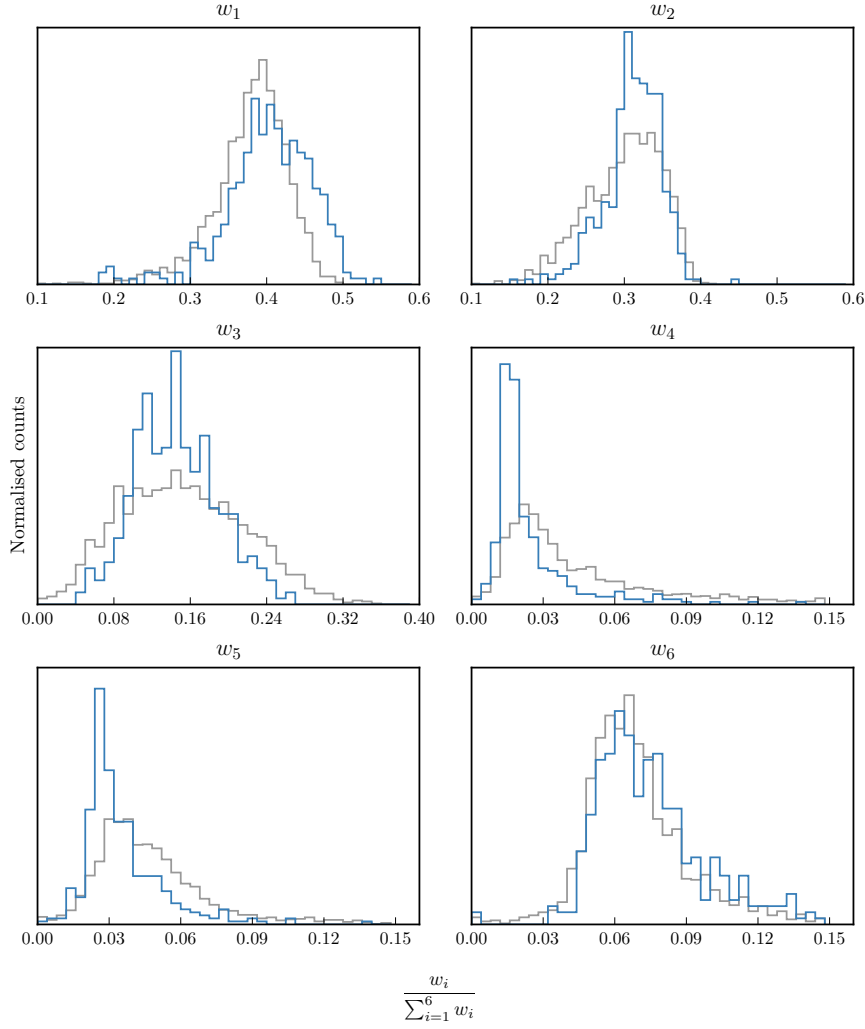 w₁ w₂
0.1 0.2 0.3 0.4 0.5 0.6 0.1 0.2 0.3 0.4 0.5 0.6
w₃ w₄
Normalised counts
0.00 0.08 0.16 0.24 0.32 0.40 0.00 0.03 0.06 0.09 0.12 0.15
w₅ w₆
0.00 0.03 0.06 0.09 0.12 0.15 0.00 0.03 0.06 0.09 0.12 0.15
wᵢ
∑⁶ᵢ₌₁ wᵢ